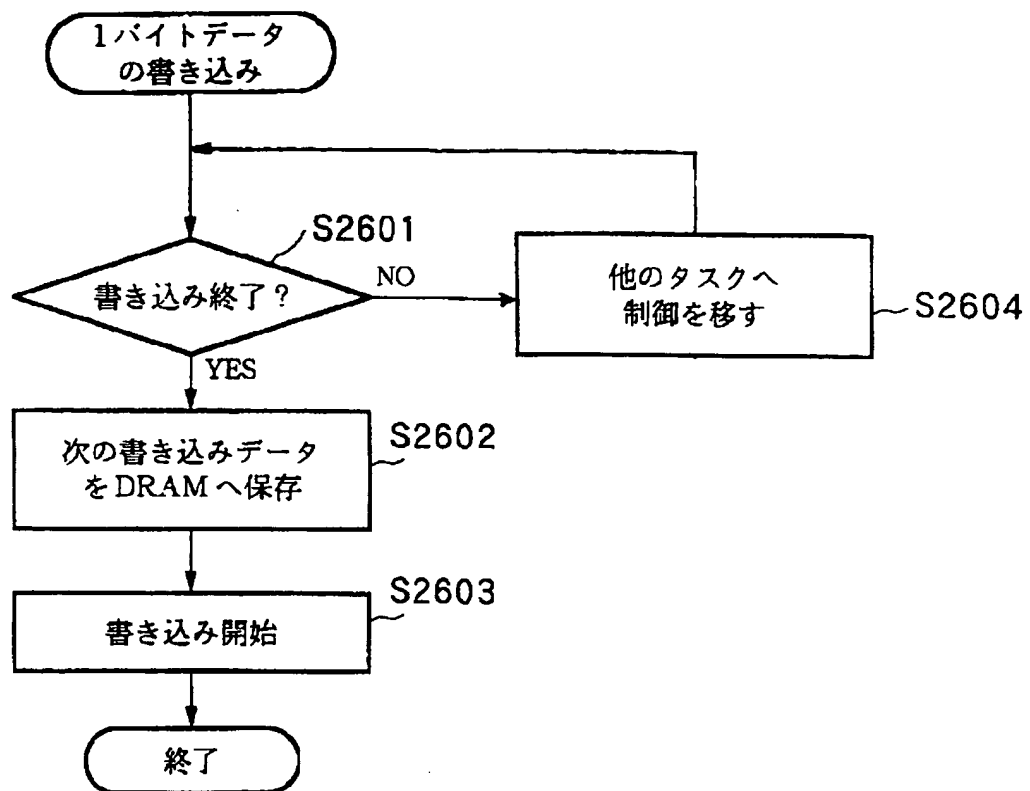 1バイトデータ
の書き込み
S2601
書き込み終了?
NO
他のタスクへ
制御を移す
S2604
YES
次の書き込みデータ
をDRAMへ保存
S2602
書き込み開始
S2603
終了